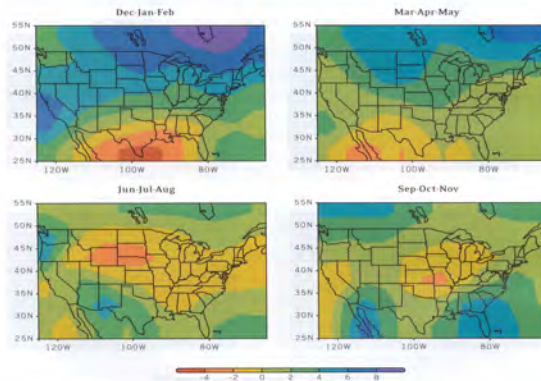 Dec-Jan-Feb
Mar-Apr-May
55N
50N
45N
40N
35N
30N
25N
120W 100W 80W
55N
50N
45N
40N
35N
30N
25N
120W 100W 80W
Jun-Jul-Aug
Sep-Oct-Nov
55N
50N
45N
40N
35N
30N
25N
120W 100W 80W
55N
50N
45N
40N
35N
30N
25N
120W 100W 80W
-4 -2 0 2 4 6 8